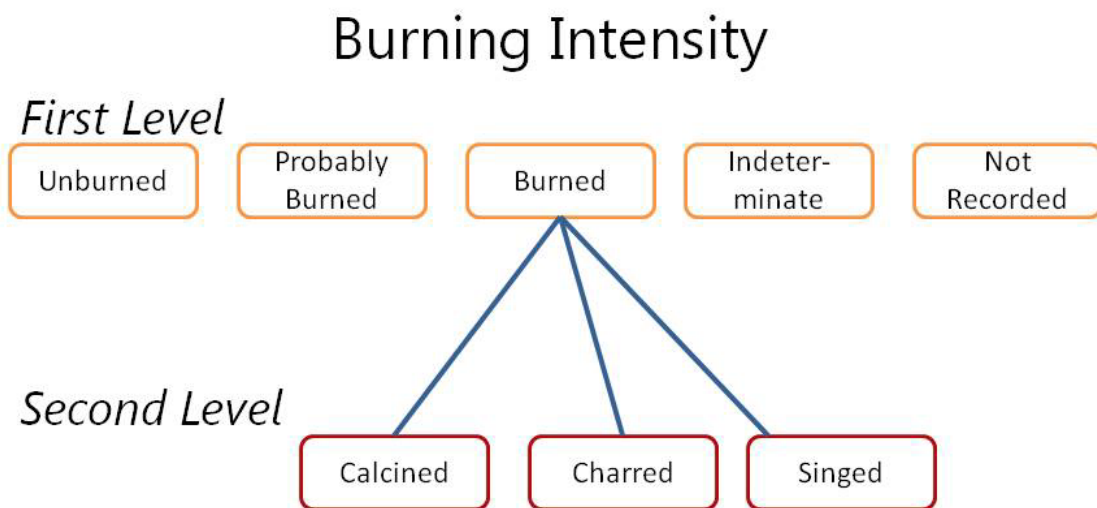 Burning Intensity
First Level
Unburned
Probably
Burned
Burned
Indeter-
minate
Not
Recorded
Second Level
Calcined
Charred
Singed